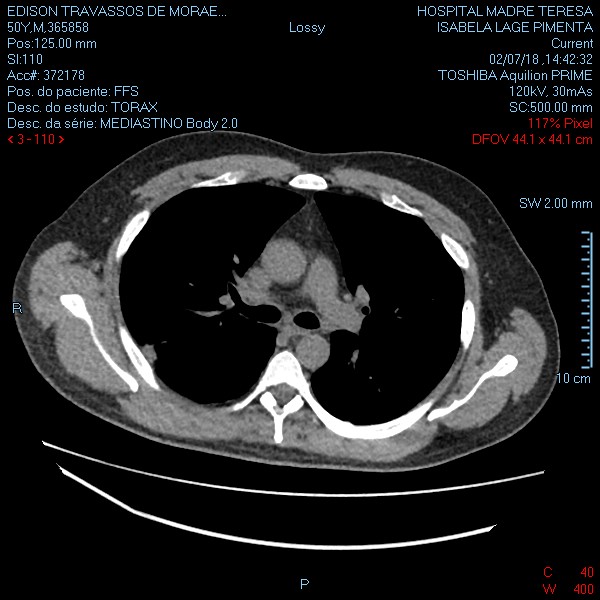 EDISON TRAVASSOS DE MORAE...
50Y,M,365858
Pos:125.00 mm
SI:110
Acc#: 372178
Pos. do paciente: FFS
Desc. do estudo: TORAX
Desc. da série: MEDIASTINO Body 2.0
< 3 - 110 >
Lossy
HOSPITAL MADRE TERESA
ISABELA LAGE PIMENTA
Current
02/07/18 ,14:42:32
TOSHIBA Aquilion PRIME
120kV, 30mAs
SC:500.00 mm
117% Pixel
DFOV 44.1 x 44.1 cm
SW 2.00 mm
R
10 cm
P
C 40
W 400